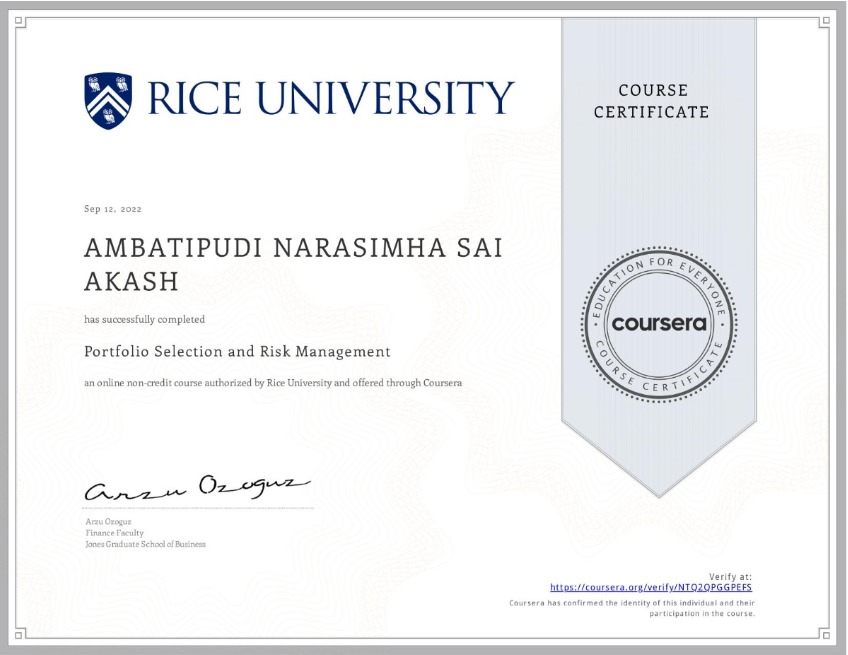 RICE UNIVERSITY
COURSE
CERTIFICATE
Sep 12, 2022
AMBATIPUDI NARASIMHA SAI
AKASH
has successfully completed
Portfolio Selection and Risk Management
an online non-credit course authorized by Rice University and offered through Coursera
EDUCATION FOR EVERYONE
coursera
COURSE CERTIFICATE
Arzu Ozoguz
Arzu Ozoguz
Finance Faculty
Jones Graduate School of Business
Verify at:
https://coursera.org/verify/NTQ2QPGGPEFS
Coursera has confirmed the identity of this individual and their
participation in the course.